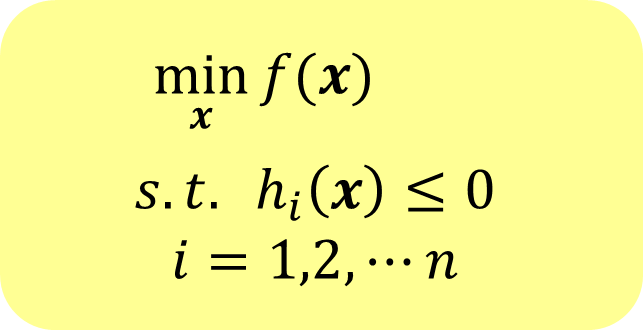 min f(x)
x
s.t. hᵢ(x) ≤ 0
i = 1,2, ⋯ n